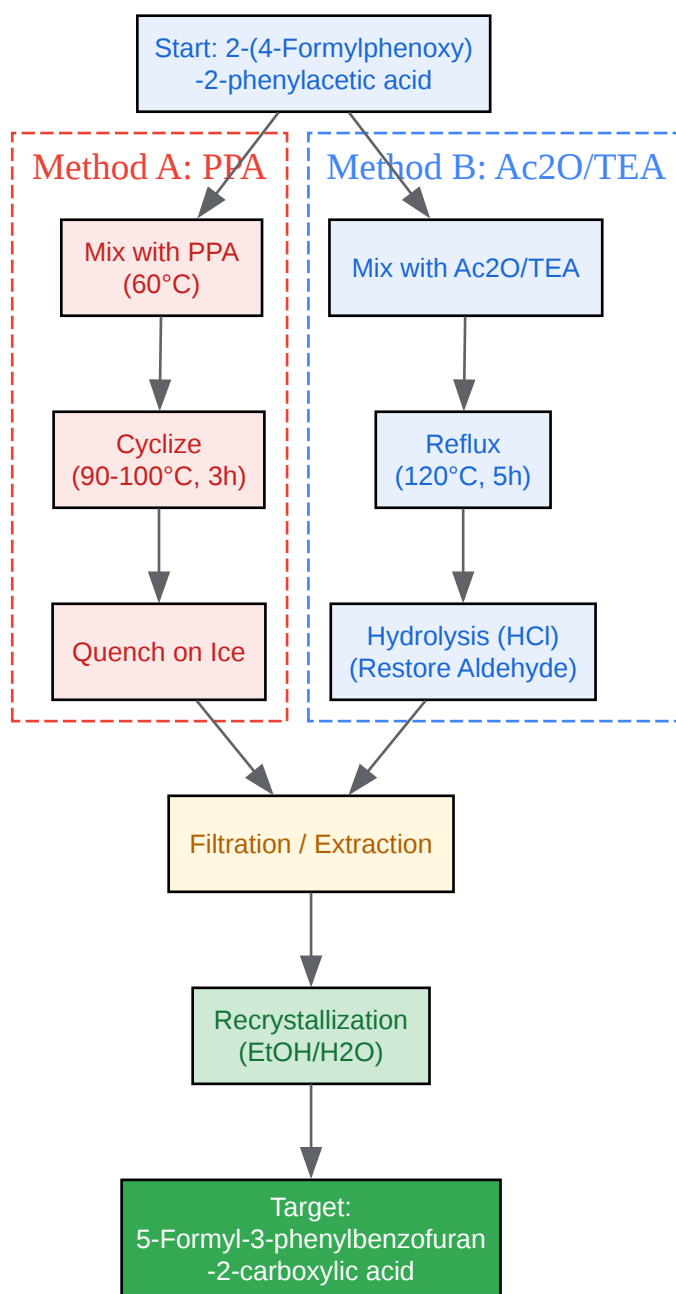 Start: 2-(4-Formylphenoxy)
-2-phenylacetic acid
Method A: PPA
Method B: Ac2O/TEA
Mix with PPA
(60°C)
Mix with Ac2O/TEA
Cyclize
(90-100°C, 3h)
Reflux
(120°C, 5h)
Quench on Ice
Hydrolysis (HCl)
(Restore Aldehyde)
Filtration / Extraction
Recrystallization
(EtOH/H2O)
Target:
5-Formyl-3-phenylbenzofuran
-2-carboxylic acid